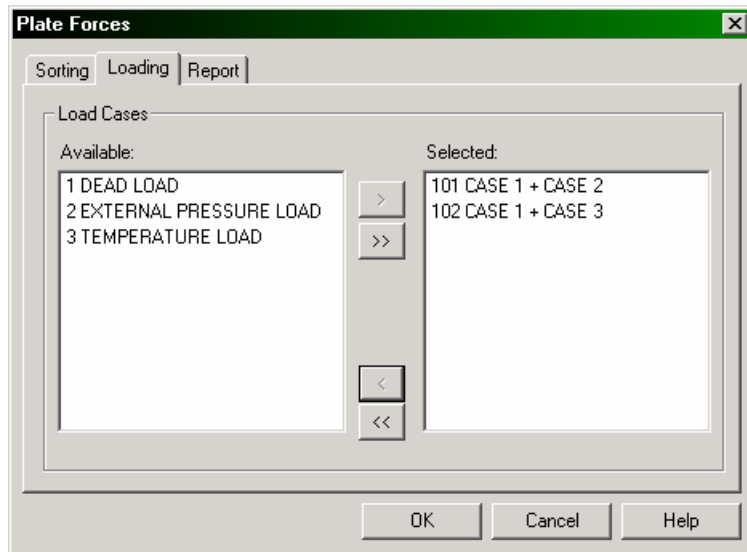 Plate Forces
Sorting Loading Report
Load Cases
Available:
1 DEAD LOAD
2 EXTERNAL PRESSURE LOAD
3 TEMPERATURE LOAD
>
>>
<
<<
Selected:
101 CASE 1 + CASE 2
102 CASE 1 + CASE 3
OK Cancel Help